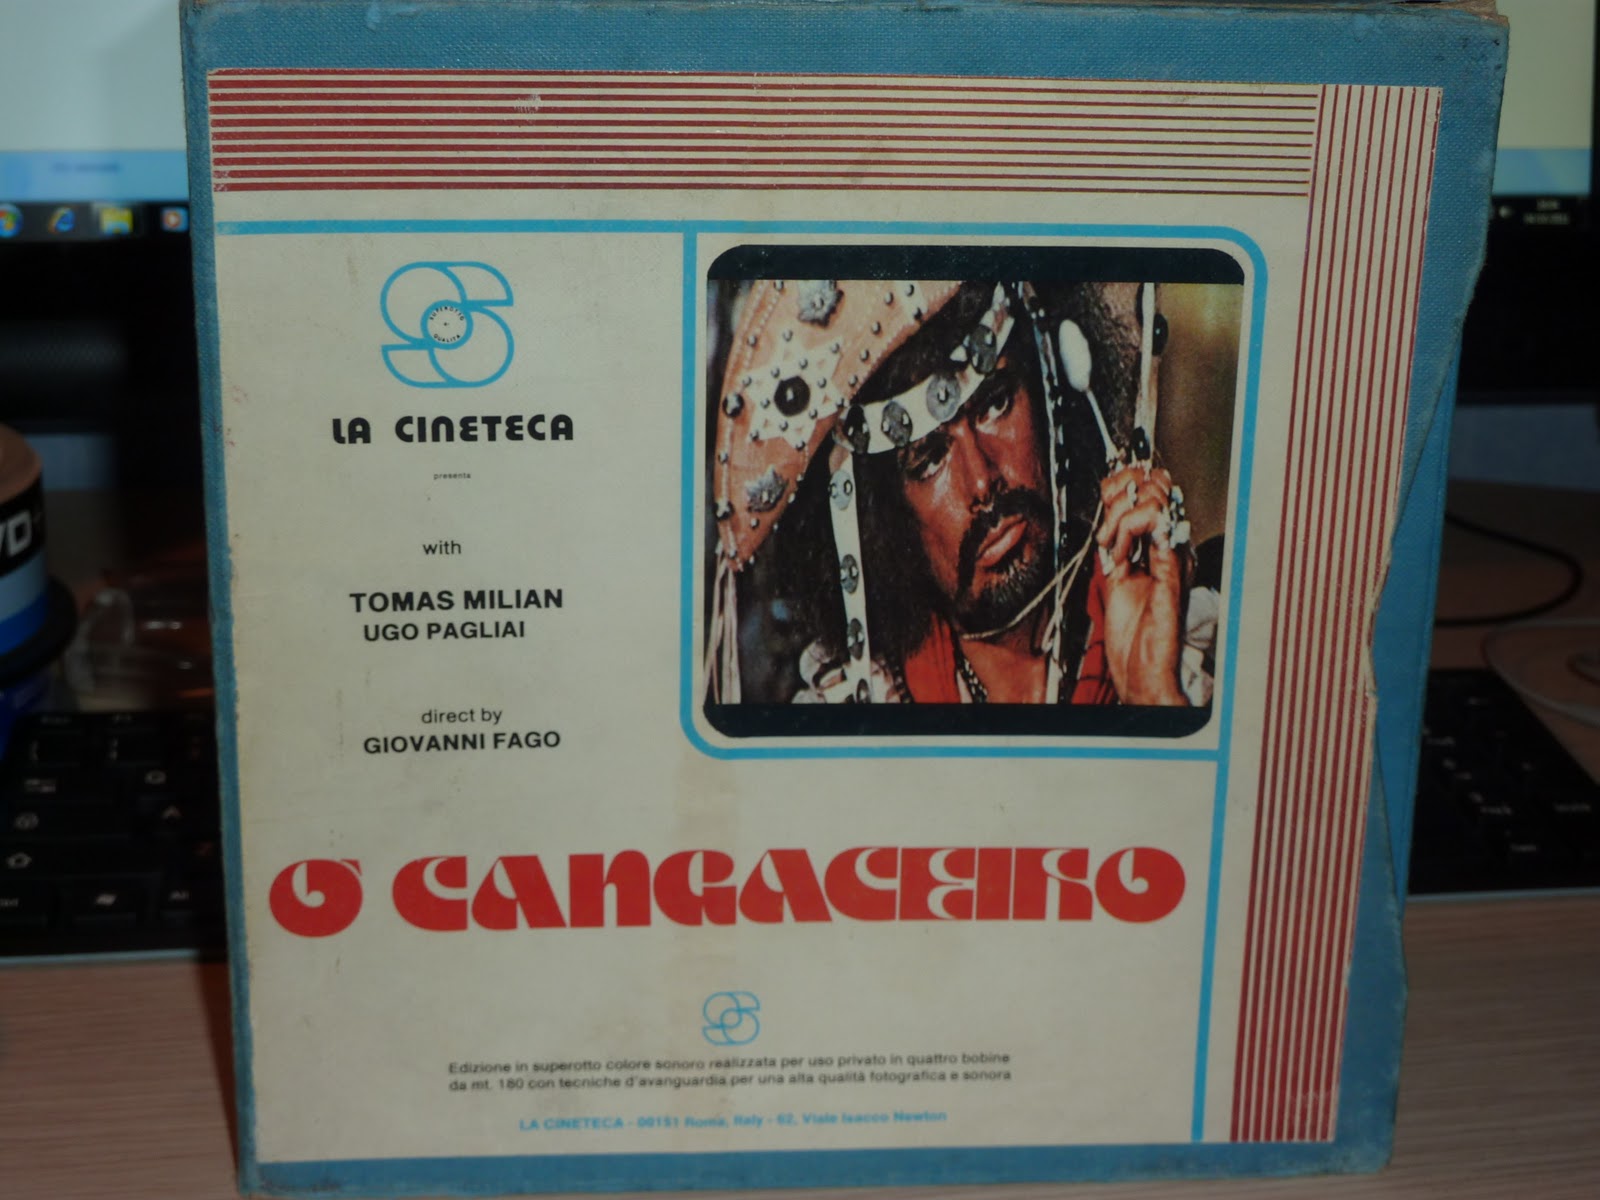 SUPEROTTO
QUALITÀ
LA CINETECA
presenta
with
TOMAS MILIAN
UGO PAGLIAI
direct by
GIOVANNI FAGO
O' CANGACEIRO
Edizione in superotto colore sonoro realizzata per uso privato in quattro bobine
da mt. 180 con tecniche d'avanguardia per una alta qualità fotografica e sonora
LA CINETECA - 00151 Roma, Italy - 62, Viale Isacco Newton